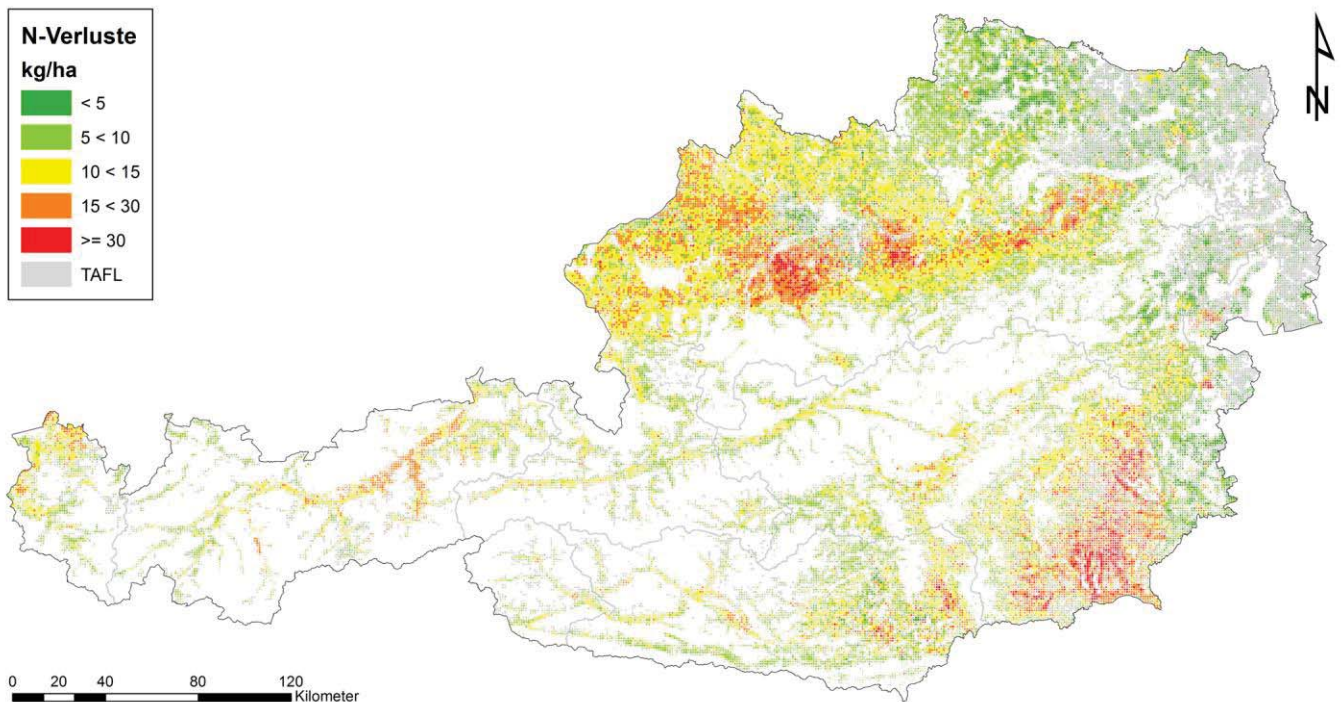 N-Verluste
kg/ha
< 5
5 < 10
10 < 15
15 < 30
>= 30
TAFL
N
0 20 40 80 120
Kilometer